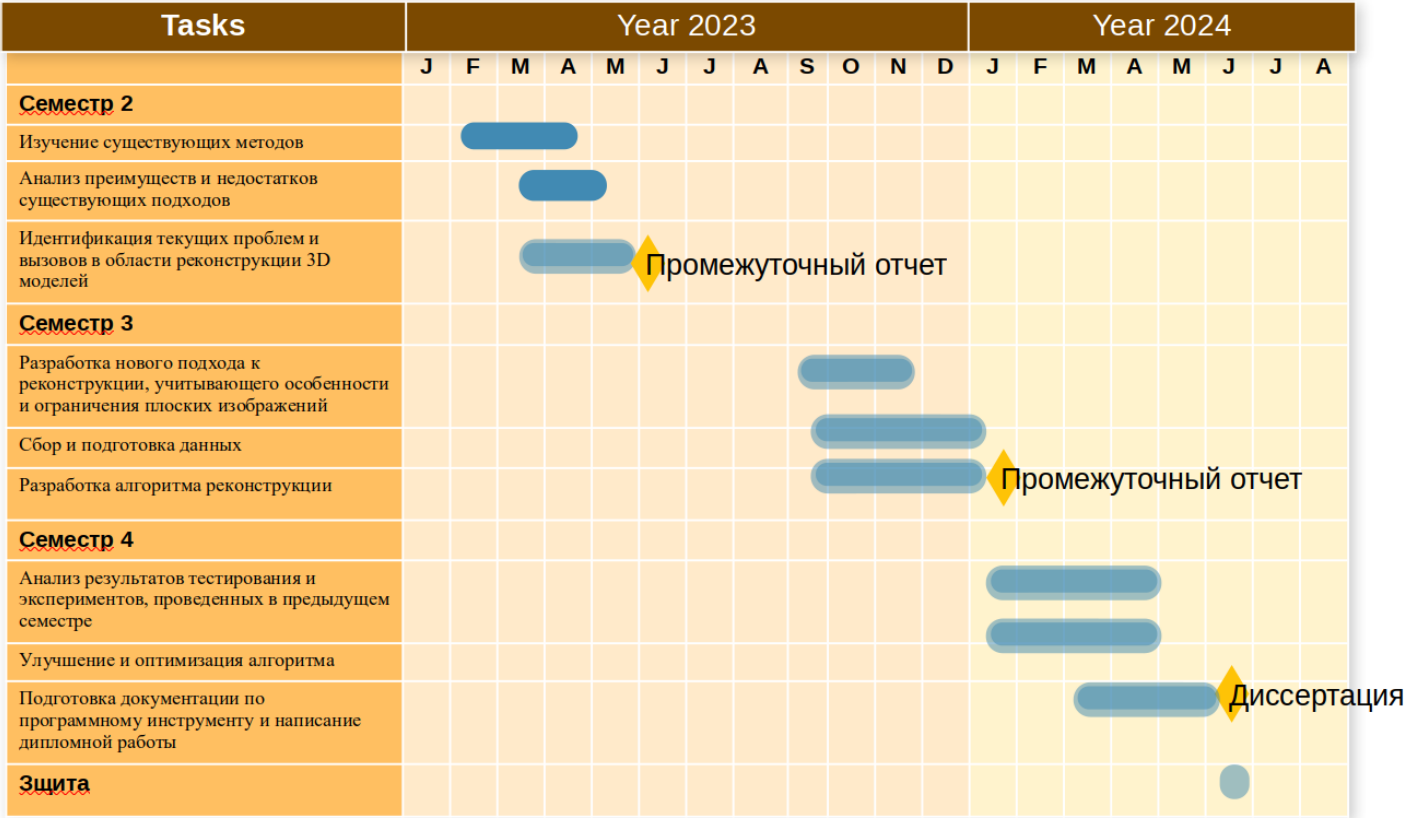 Tasks Year 2023 Year 2024
J F M A M J J A S O N D J F M A M J J A
Семестр 2
Изучение существующих методов
Анализ преимуществ и недостатков
существующих подходов
Идентификация текущих проблем и
вызовов в области реконструкции 3D
моделей
Промежуточный отчет
Семестр 3
Разработка нового подхода к
реконструкции, учитывающего особенности
и ограничения плоских изображений
Сбор и подготовка данных
Разработка алгоритма реконструкции
Промежуточный отчет
Семестр 4
Анализ результатов тестирования и
экспериментов, проведенных в предыдущем
семестре
Улучшение и оптимизация алгоритма
Подготовка документации по
программному инструменту и написание
дипломной работы
Диссертация
Зщита